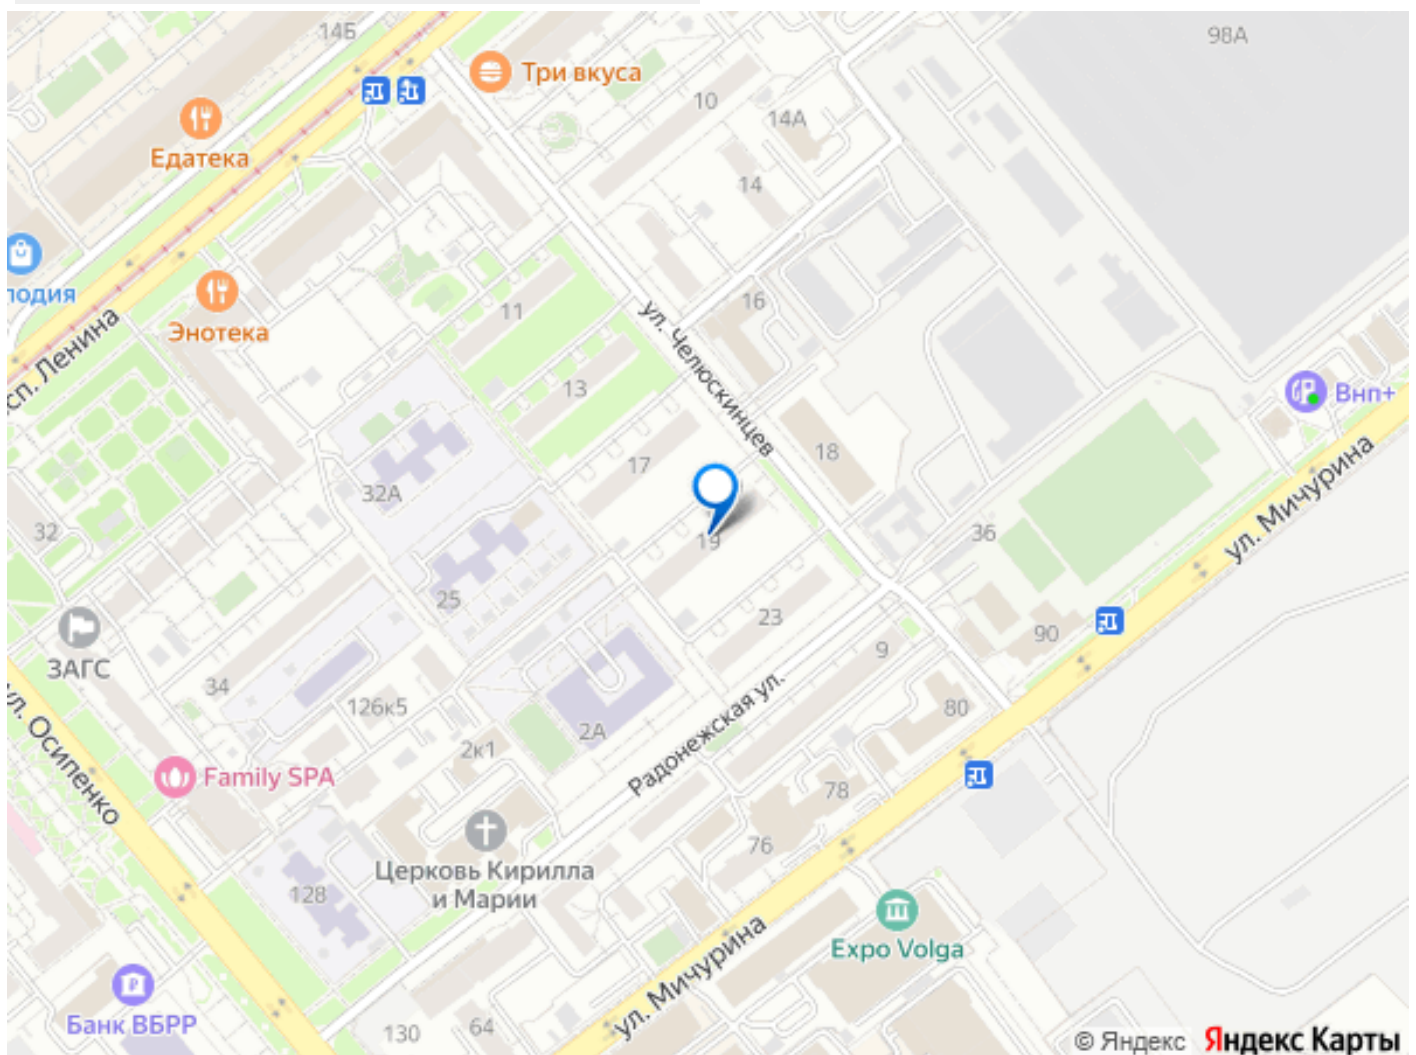 14Б
98А
Три вкуса
10
14А
Едатека
14
лодия
Энотека
11
16
сп. Ленина
ул. Челюскинцев
13
Внп+
17
18
32А
ул. Мичурина
32
19
36
25
23
90
ЗАГС
9
34
126к5
Радонежская ул.
80
2А
ул. Осипенко
2к1
Family SPA
78
76
Церковь Кирилла
и Марии
128
Expo Volga
ул. Мичурина
Банк ВБРР
130
64
© Яндекс Яндекс Карты